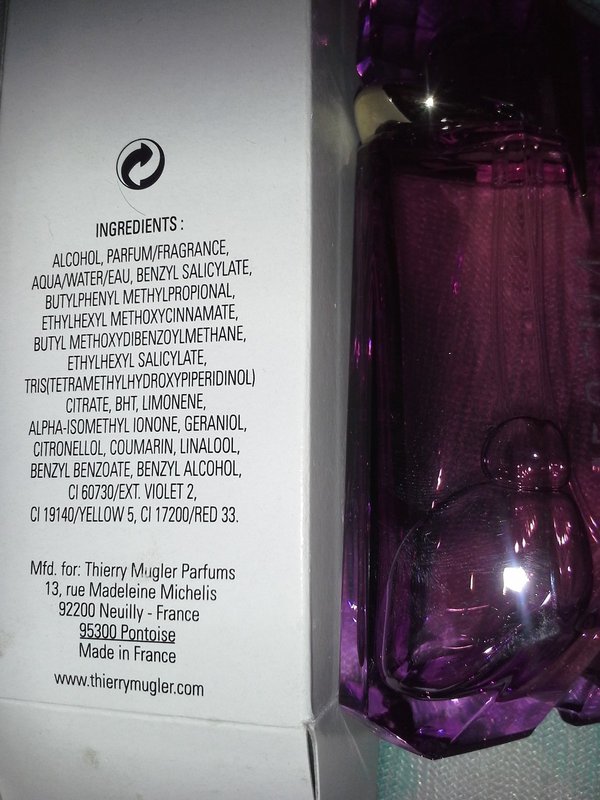 INGREDIENTS :
ALCOHOL, PARFUM/FRAGRANCE,
AQUA/WATER/EAU, BENZYL SALICYLATE,
BUTYLPHENYL METHYLPROPIONAL,
ETHYLHEXYL METHOXYCINNAMATE,
BUTYL METHOXYDIBENZOYLMETHANE,
ETHYLHEXYL SALICYLATE,
TRIS(TETRAMETHYLHYDROXYPIPERIDINOL)
CITRATE, BHT, LIMONENE,
ALPHA-ISOMETHYL IONONE, GERANIOL,
CITRONELLOL, COUMARIN, LINALOOL,
BENZYL BENZOATE, BENZYL ALCOHOL,
CI 60730/EXT. VIOLET 2,
CI 19140/YELLOW 5, CI 17200/RED 33.
Mfd. for: Thierry Mugler Parfums
13, rue Madeleine Michelis
92200 Neuilly - France
95300 Pontoise
Made in France
www.thierrymugler.com